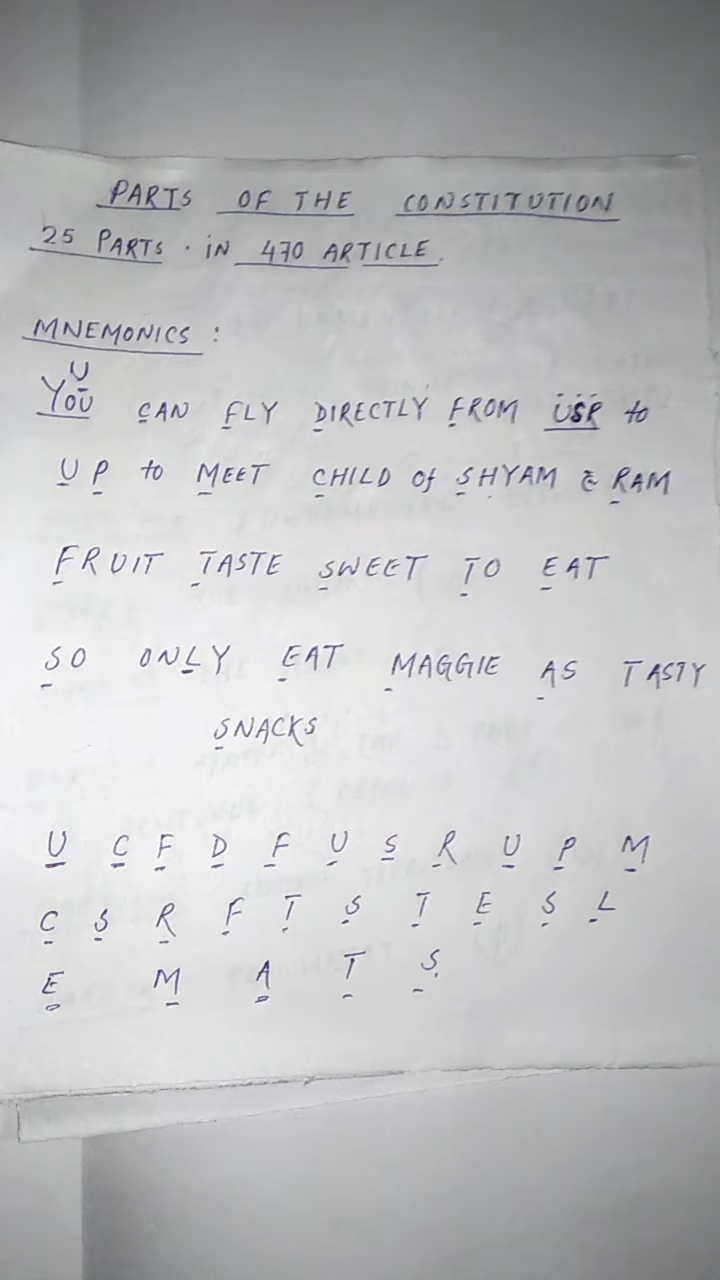 PARTS OF THE CONSTITUTION
25 PARTS . iN 470 ARTICLE.
MNEMONICS :
U
YOU CAN FLY DIRECTLY FROM USR to
UP to MEET CHILD of SHYAM & RAM
FRUIT TASTE SWEET TO EAT
SO ONLY EAT MAGGIE AS TASTY
SNACKS
U C F D F U S R U P M
C S R F T S T E S L
E M A T S.